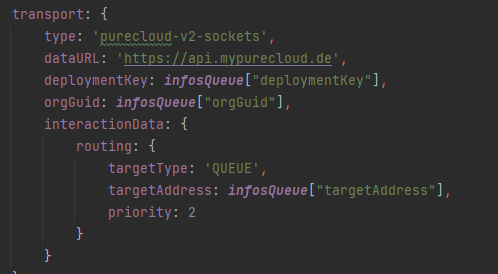 transport: {
type: 'purecloud-v2-sockets',
dataURL: 'https://api.mypurecloud.de',
deploymentKey: infosQueue["deploymentKey"],
orgGuid: infosQueue["orgGuid"],
interactionData: {
routing: {
targetType: 'QUEUE',
targetAddress: infosQueue["targetAddress"],
priority: 2
}
}